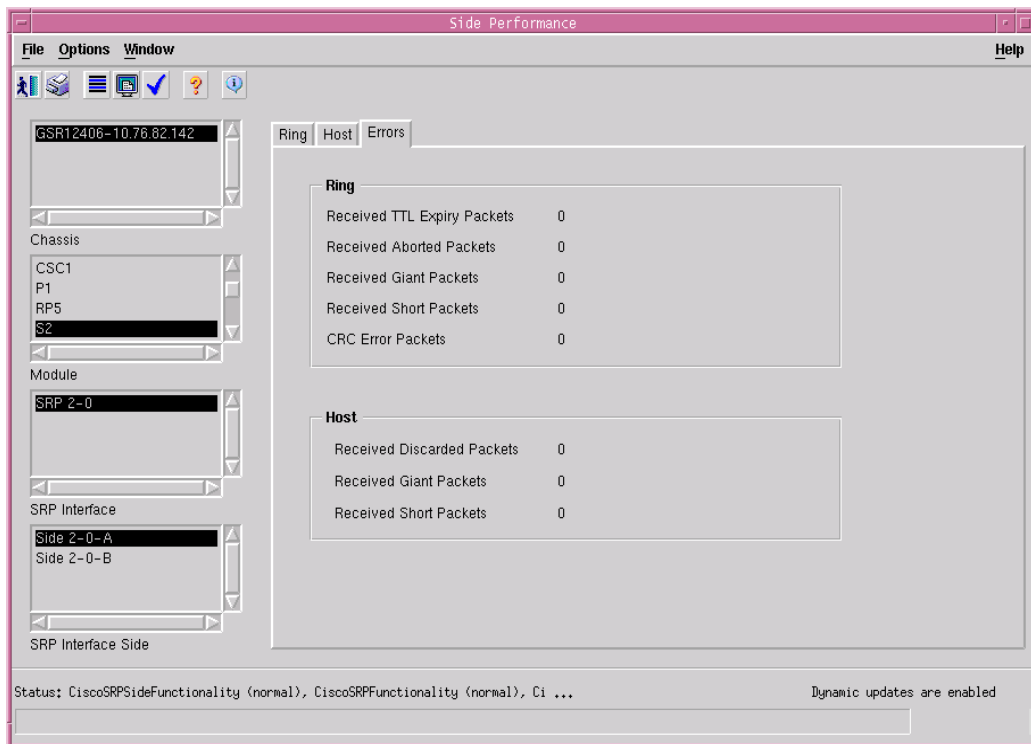 Side Performance
File Options Window Help
GSR12406-10.76.82.142
Chassis
CSC1
P1
RP5
S2
Module
SRP 2-0
SRP Interface
Side 2-0-A
Side 2-0-B
SRP Interface Side
Ring Host Errors
Ring
Received TTL Expiry Packets 0
Received Aborted Packets 0
Received Giant Packets 0
Received Short Packets 0
CRC Error Packets 0
Host
Received Discarded Packets 0
Received Giant Packets 0
Received Short Packets 0
Status: CiscoSRPSideFunctionality (normal), CiscoSRPFunctionality (normal), Ci ... Dynamic updates are enabled